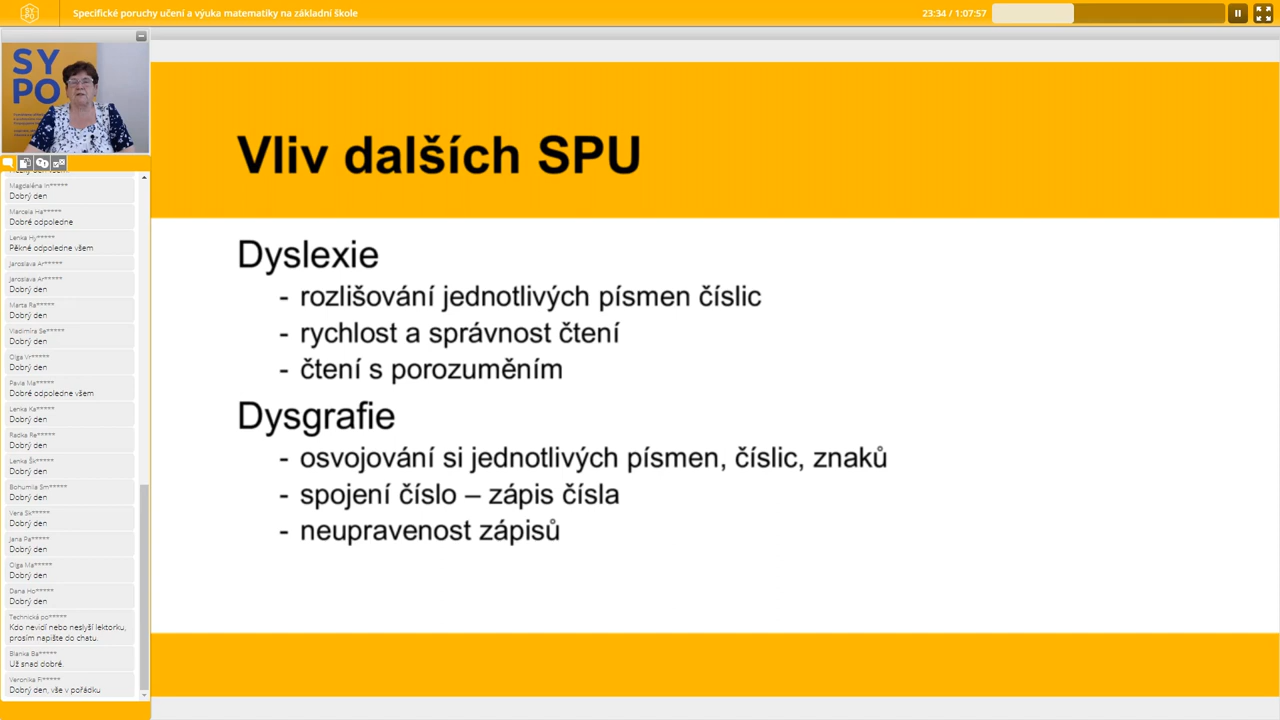 Specifické poruchy učení a výuka matematiky na základní škole
23:34 / 1:07:57
SY
PO
Magdaléna In*****
Dobrý den
Marcela Ha*****
Dobré odpoledne
Lenka Hy*****
Pěkné odpoledne všem
Jaroslava Ar*****
Jaroslava Ar*****
Dobrý den
Marta Ra*****
Dobrý den
Vladimíra Se*****
Dobrý den
Olga Vr*****
Dobrý den
Pavla Ma*****
Dobré odpoledne všem
Lenka Ka*****
Dobrý den
Radka Re*****
Dobrý den
Lenka Šk*****
Dobrý den
Bohumila Sm*****
Dobrý den
Vera Sk*****
Dobrý den
Jana Pa*****
Dobrý den
Olga Ma*****
Dobrý den
Dana Ho*****
Dobrý den
Technická po*****
Kdo nevidí nebo neslyší lektorku,
prosím napište do chatu.
Blanka Ba*****
Už snad dobré.
Veronika Fi*****
Dobrý den, vše v pořádku
Vliv dalších SPU
Dyslexie
- rozlišování jednotlivých písmen číslic
- rychlost a správnost čtení
- čtení s porozuměním
Dysgrafie
- osvojování si jednotlivých písmen, číslic, znaků
- spojení číslo – zápis čísla
- neupravenost zápisů